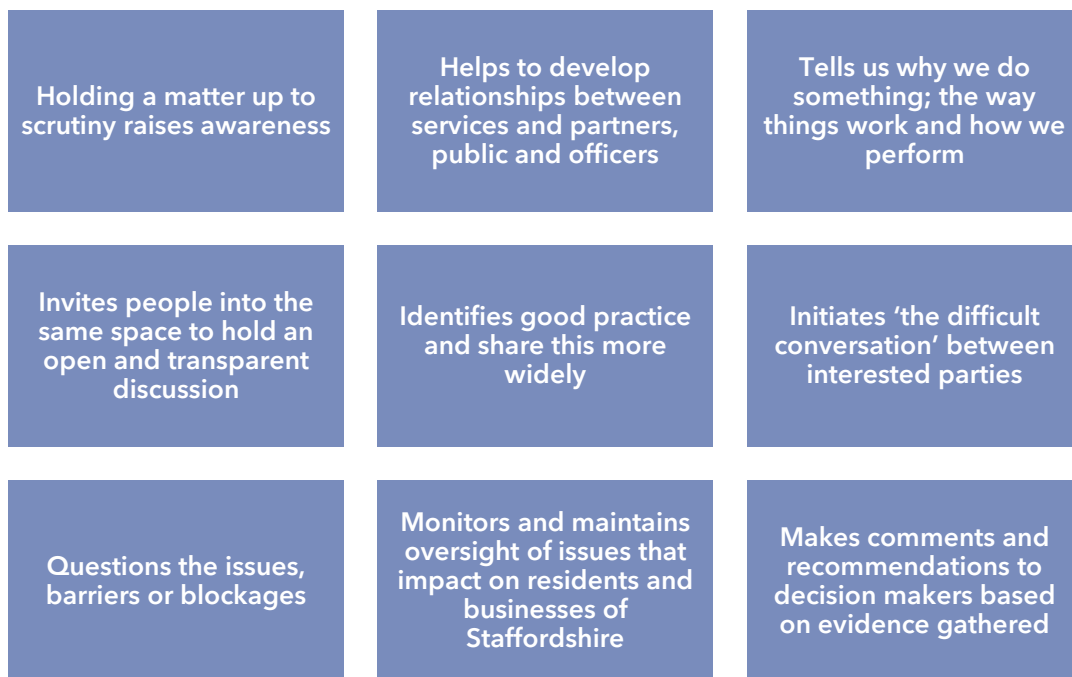 Holding a matter up to
scrutiny raises awareness
Helps to develop
relationships between
services and partners,
public and officers
Tells us why we do
something; the way
things work and how we
perform
Invites people into the
same space to hold an
open and transparent
discussion
Identifies good practice
and share this more
widely
Initiates ‘the difficult
conversation’ between
interested parties
Questions the issues,
barriers or blockages
Monitors and maintains
oversight of issues that
impact on residents and
businesses of
Staffordshire
Makes comments and
recommendations to
decision makers based
on evidence gathered